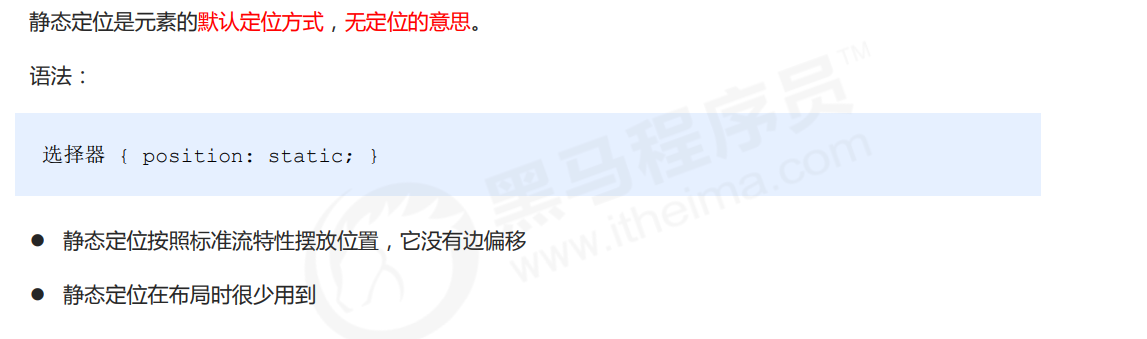 静态定位是元素的默认定位方式，无定位的意思。
语法：
选择器 { position: static; }
● 静态定位按照标准流特性摆放位置，它没有边偏移
● 静态定位在布局时很少用到
黑马程序员™
www.itheima.com